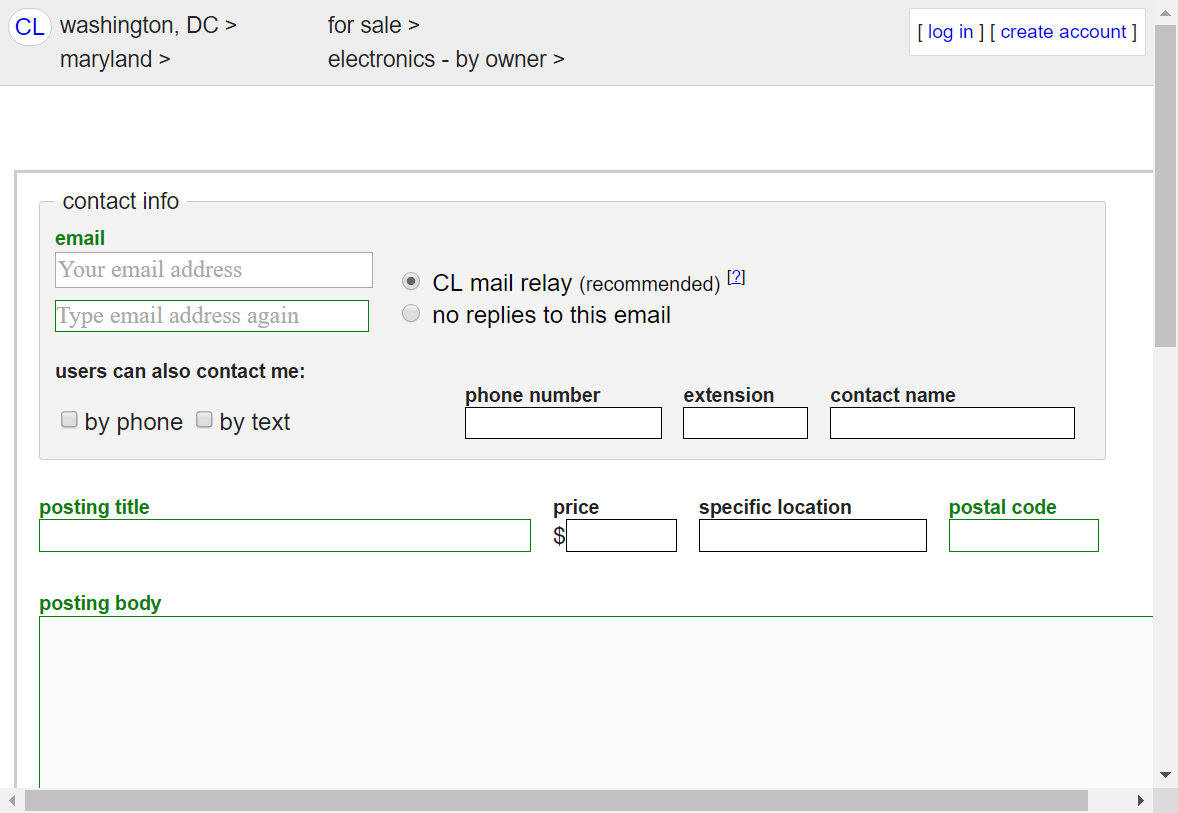 CL washington, DC > for sale > [ log in ] [ create account ]
maryland > electronics - by owner >
contact info
email
Your email address
CL mail relay (recommended) [?]
Type email address again
no replies to this email
users can also contact me:
phone number extension contact name
by phone by text
posting title price specific location postal code
$
posting body